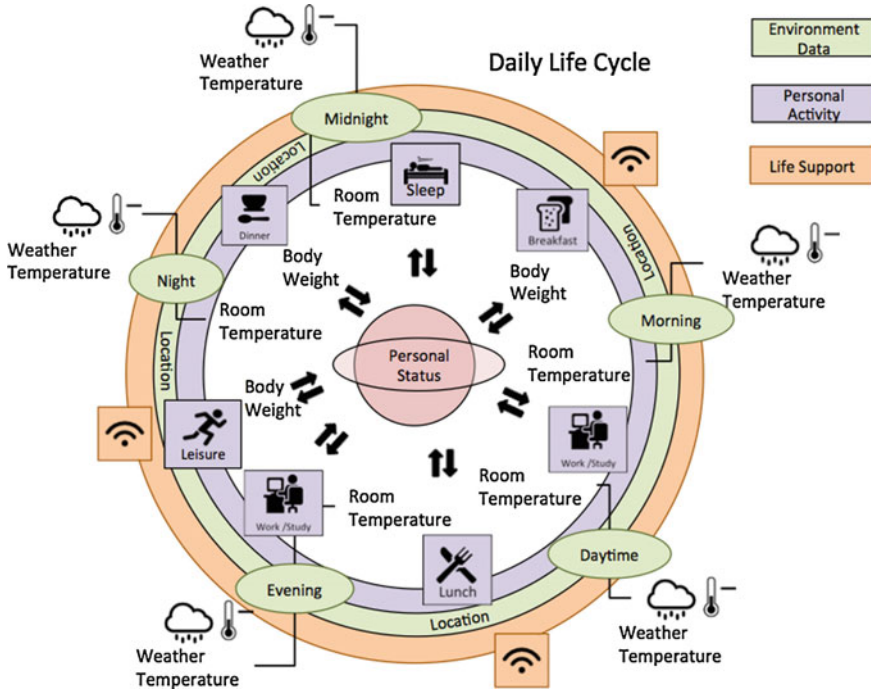 Daily Life Cycle
Environment
Data
Personal
Activity
Life Support
Weather
Temperature
Midnight
Location
Sleep
Room
Temperature
Dinner
Breakfast
Location
Weather
Temperature
Night
Body
Weight
Body
Weight
Weather
Temperature
Morning
Room
Temperature
Personal
Status
Room
Temperature
Location
Body
Weight
Leisure
Work /Study
Room
Temperature
Work /Study
Room
Temperature
Lunch
Daytime
Evening
Location
Weather
Temperature
Weather
Temperature